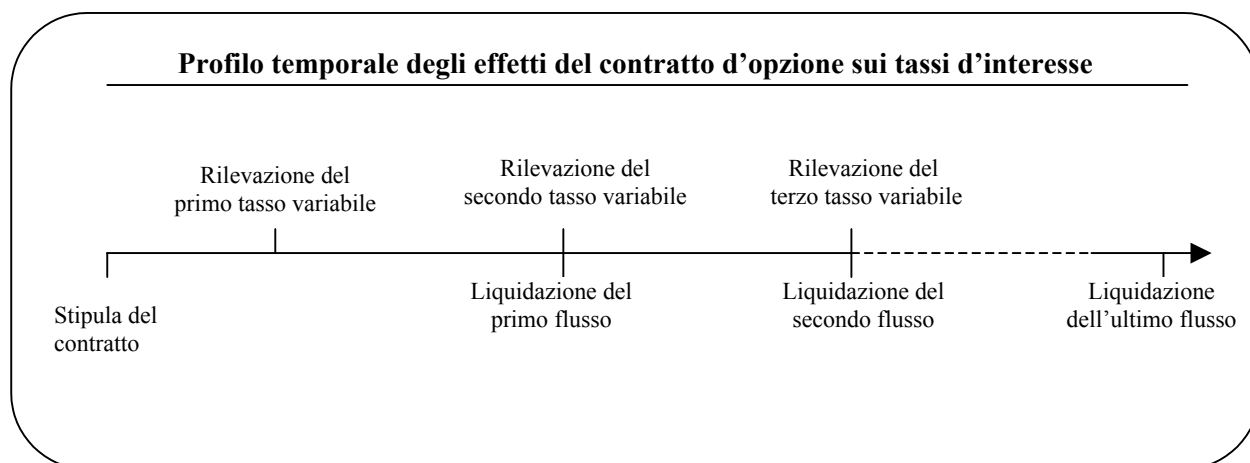 Profilo temporale degli effetti del contratto d’opzione sui tassi d’interesse
Rilevazione del
primo tasso variabile
Rilevazione del
secondo tasso variabile
Rilevazione del
terzo tasso variabile
Stipula del
contratto
Liquidazione del
primo flusso
Liquidazione del
secondo flusso
Liquidazione
dell’ultimo flusso